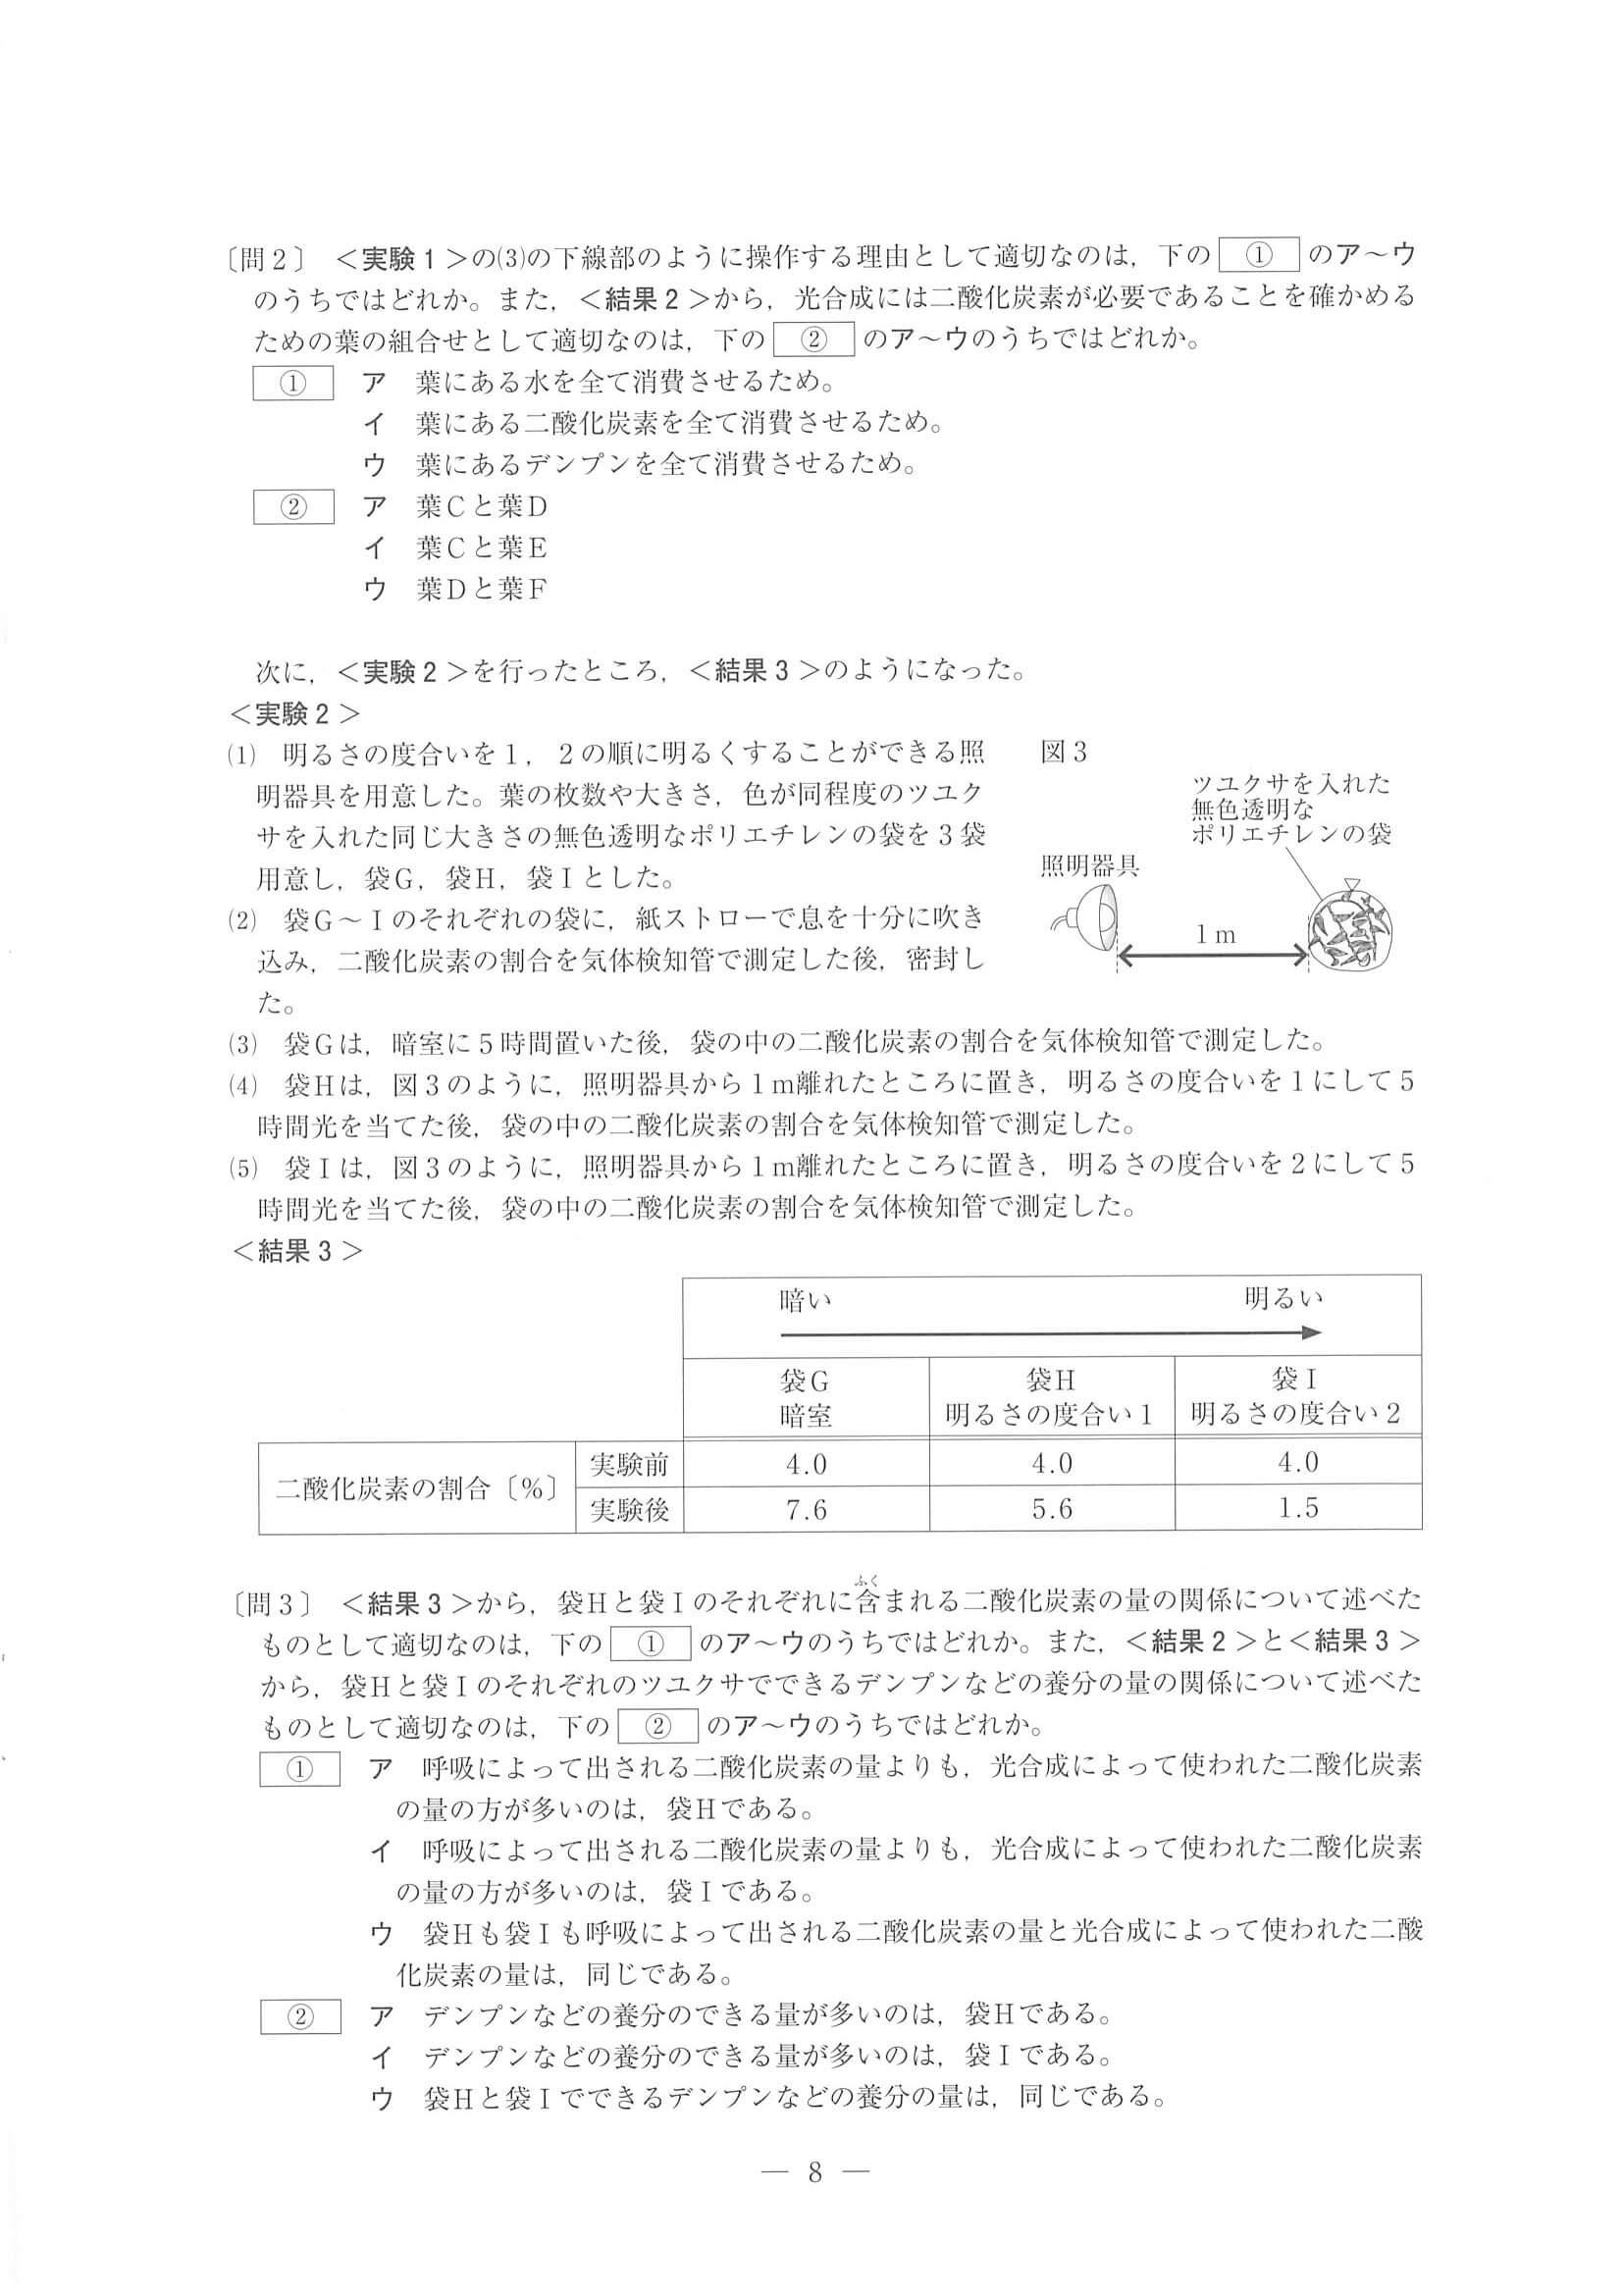 〔問２〕　＜実験１＞の⑶の下線部のように操作する理由として適切なのは，下の ① のア～ウ
のうちではどれか。また，＜結果２＞から，光合成には二酸化炭素が必要であることを確かめる
ための葉の組合せとして適切なのは，下の ② のア～ウのうちではどれか。
① ア　葉にある水を全て消費させるため。
イ　葉にある二酸化炭素を全て消費させるため。
ウ　葉にあるデンプンを全て消費させるため。
② ア　葉Ｃと葉Ｄ
イ　葉Ｃと葉Ｅ
ウ　葉Ｄと葉Ｆ
次に，＜実験２＞を行ったところ，＜結果３＞のようになった。
＜実験２＞
⑴　明るさの度合いを１，２の順に明るくすることができる照
明器具を用意した。葉の枚数や大きさ，色が同程度のツユク
サを入れた同じ大きさの無色透明なポリエチレンの袋を３袋
用意し，袋Ｇ，袋Ｈ，袋Ｉとした。
⑵　袋Ｇ～Ｉのそれぞれの袋に，紙ストローで息を十分に吹き
込み，二酸化炭素の割合を気体検知管で測定した後，密封し
た。
図３
ツユクサを入れた
無色透明な
ポリエチレンの袋
照明器具
１ｍ
⑶　袋Ｇは，暗室に５時間置いた後，袋の中の二酸化炭素の割合を気体検知管で測定した。
⑷　袋Ｈは，図３のように，照明器具から１ｍ離れたところに置き，明るさの度合いを１にして５
時間光を当てた後，袋の中の二酸化炭素の割合を気体検知管で測定した。
⑸　袋Ｉは，図３のように，照明器具から１ｍ離れたところに置き，明るさの度合いを２にして５
時間光を当てた後，袋の中の二酸化炭素の割合を気体検知管で測定した。
＜結果３＞
暗い　明るい
袋Ｇ　袋Ｈ　袋Ｉ
暗室　明るさの度合い１　明るさの度合い２
二酸化炭素の割合〔％〕　実験前　4.0　4.0　4.0
実験後　7.6　5.6　1.5
〔問３〕　＜結果３＞から，袋Ｈと袋Ｉのそれぞれに含まれる二酸化炭素の量の関係について述べた
ふく
ものとして適切なのは，下の ① のア～ウのうちではどれか。また，＜結果２＞と＜結果３＞
から，袋Ｈと袋Ｉのそれぞれのツユクサでできるデンプンなどの養分の量の関係について述べた
ものとして適切なのは，下の ② のア～ウのうちではどれか。
① ア　呼吸によって出される二酸化炭素の量よりも，光合成によって使われた二酸化炭素
の量の方が多いのは，袋Ｈである。
イ　呼吸によって出される二酸化炭素の量よりも，光合成によって使われた二酸化炭素
の量の方が多いのは，袋Ｉである。
ウ　袋Ｈも袋Ｉも呼吸によって出される二酸化炭素の量と光合成によって使われた二酸
化炭素の量は，同じである。
② ア　デンプンなどの養分のできる量が多いのは，袋Ｈである。
イ　デンプンなどの養分のできる量が多いのは，袋Ｉである。
ウ　袋Ｈと袋Ｉでできるデンプンなどの養分の量は，同じである。
― 8 ―